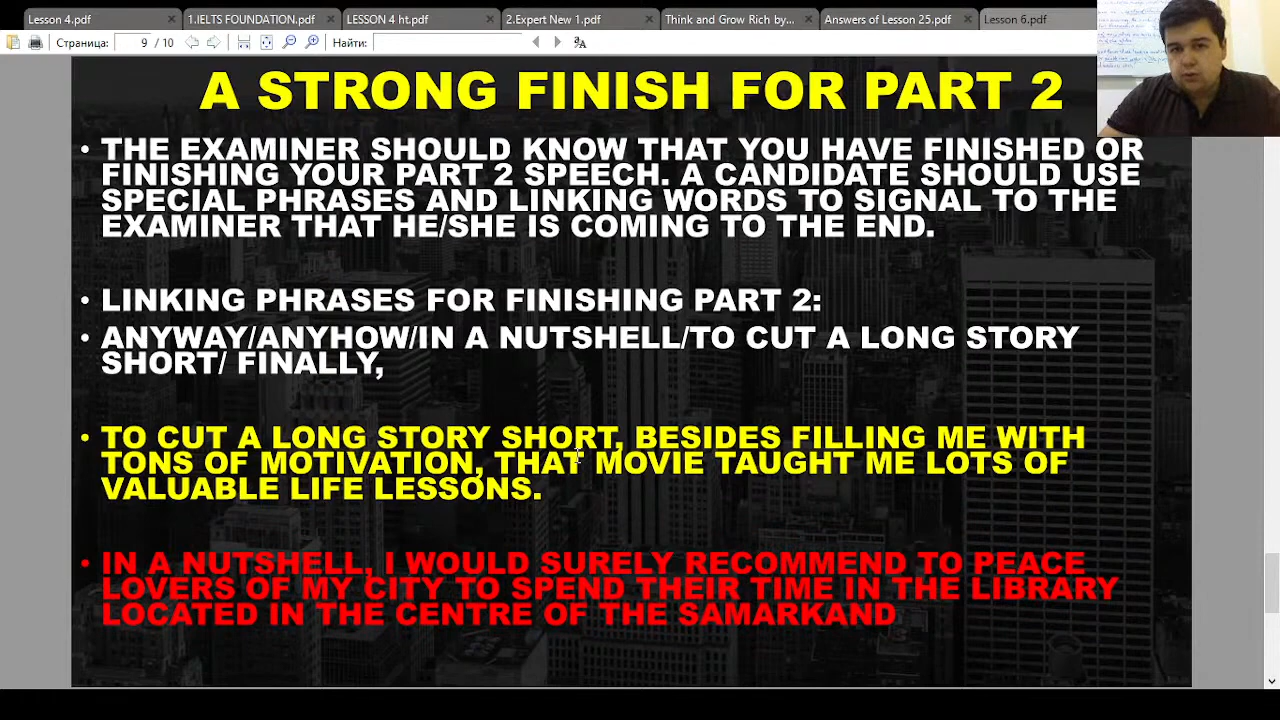 Lesson 4.pdf
1.IELTS FOUNDATION.pdf
LESSON 4 ht.pdf
2.Expert New 1.pdf
Think and Grow Rich by...
Answers of Lesson 25.pdf
Lesson 6.pdf
Страница: 9 / 10
Найти:
A STRONG FINISH FOR PART 2
• THE EXAMINER SHOULD KNOW THAT YOU HAVE FINISHED OR
FINISHING YOUR PART 2 SPEECH. A CANDIDATE SHOULD USE
SPECIAL PHRASES AND LINKING WORDS TO SIGNAL TO THE
EXAMINER THAT HE/SHE IS COMING TO THE END.
• LINKING PHRASES FOR FINISHING PART 2:
• ANYWAY/ANYHOW/IN A NUTSHELL/TO CUT A LONG STORY
SHORT/ FINALLY,
• TO CUT A LONG STORY SHORT, BESIDES FILLING ME WITH
TONS OF MOTIVATION, THAT MOVIE TAUGHT ME LOTS OF
VALUABLE LIFE LESSONS.
• IN A NUTSHELL, I WOULD SURELY RECOMMEND TO PEACE
LOVERS OF MY CITY TO SPEND THEIR TIME IN THE LIBRARY
LOCATED IN THE CENTRE OF THE SAMARKAND